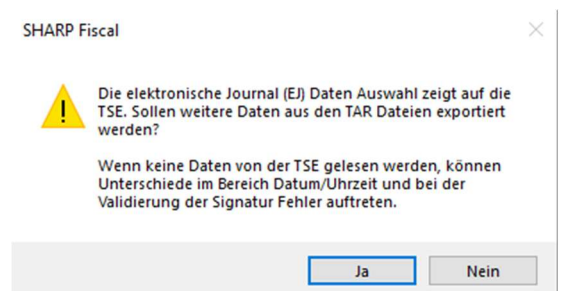 SHARP Fiscal
Die elektronische Journal (EJ) Daten Auswahl zeigt auf die
TSE. Sollen weitere Daten aus den TAR Dateien exportiert
werden?
Wenn keine Daten von der TSE gelesen werden, können
Unterschiede im Bereich Datum/Uhrzeit und bei der
Validierung der Signatur Fehler auftreten.
Ja
Nein